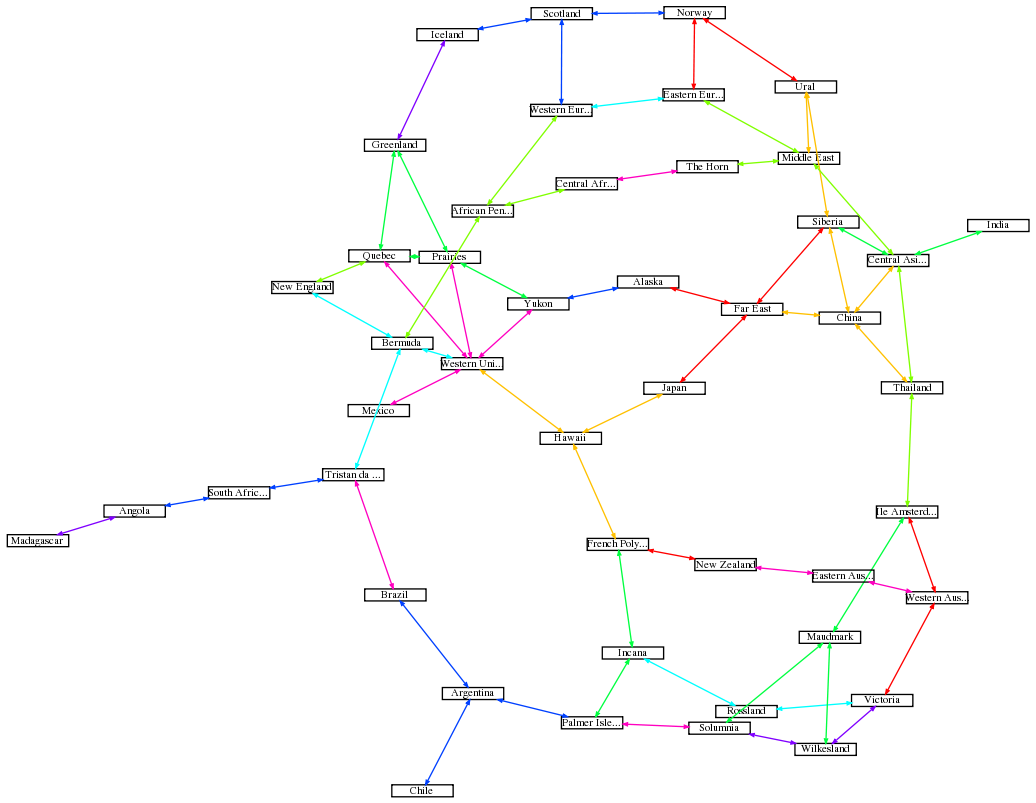 Scotland
Norway
Iceland
Ural
Eastern Eur...
Western Eur...
Greenland
Middle East
The Horn
Central Afr...
African Pen...
Siberia
India
Quebec
Prairies
Central Asi...
New England
Alaska
Yukon
Far East
China
Bermuda
Western Uni...
Japan
Thailand
Mexico
Hawaii
Tristan da ...
South Afric...
Angola
Ile Amsterd...
Madagascar
French Poly...
New Zealand
Eastern Aus...
Brazil
Western Aus...
Maudmark
Incana
Argentina
Victoria
Rossland
Palmer Isle...
Solumnia
Wilkesland
Chile